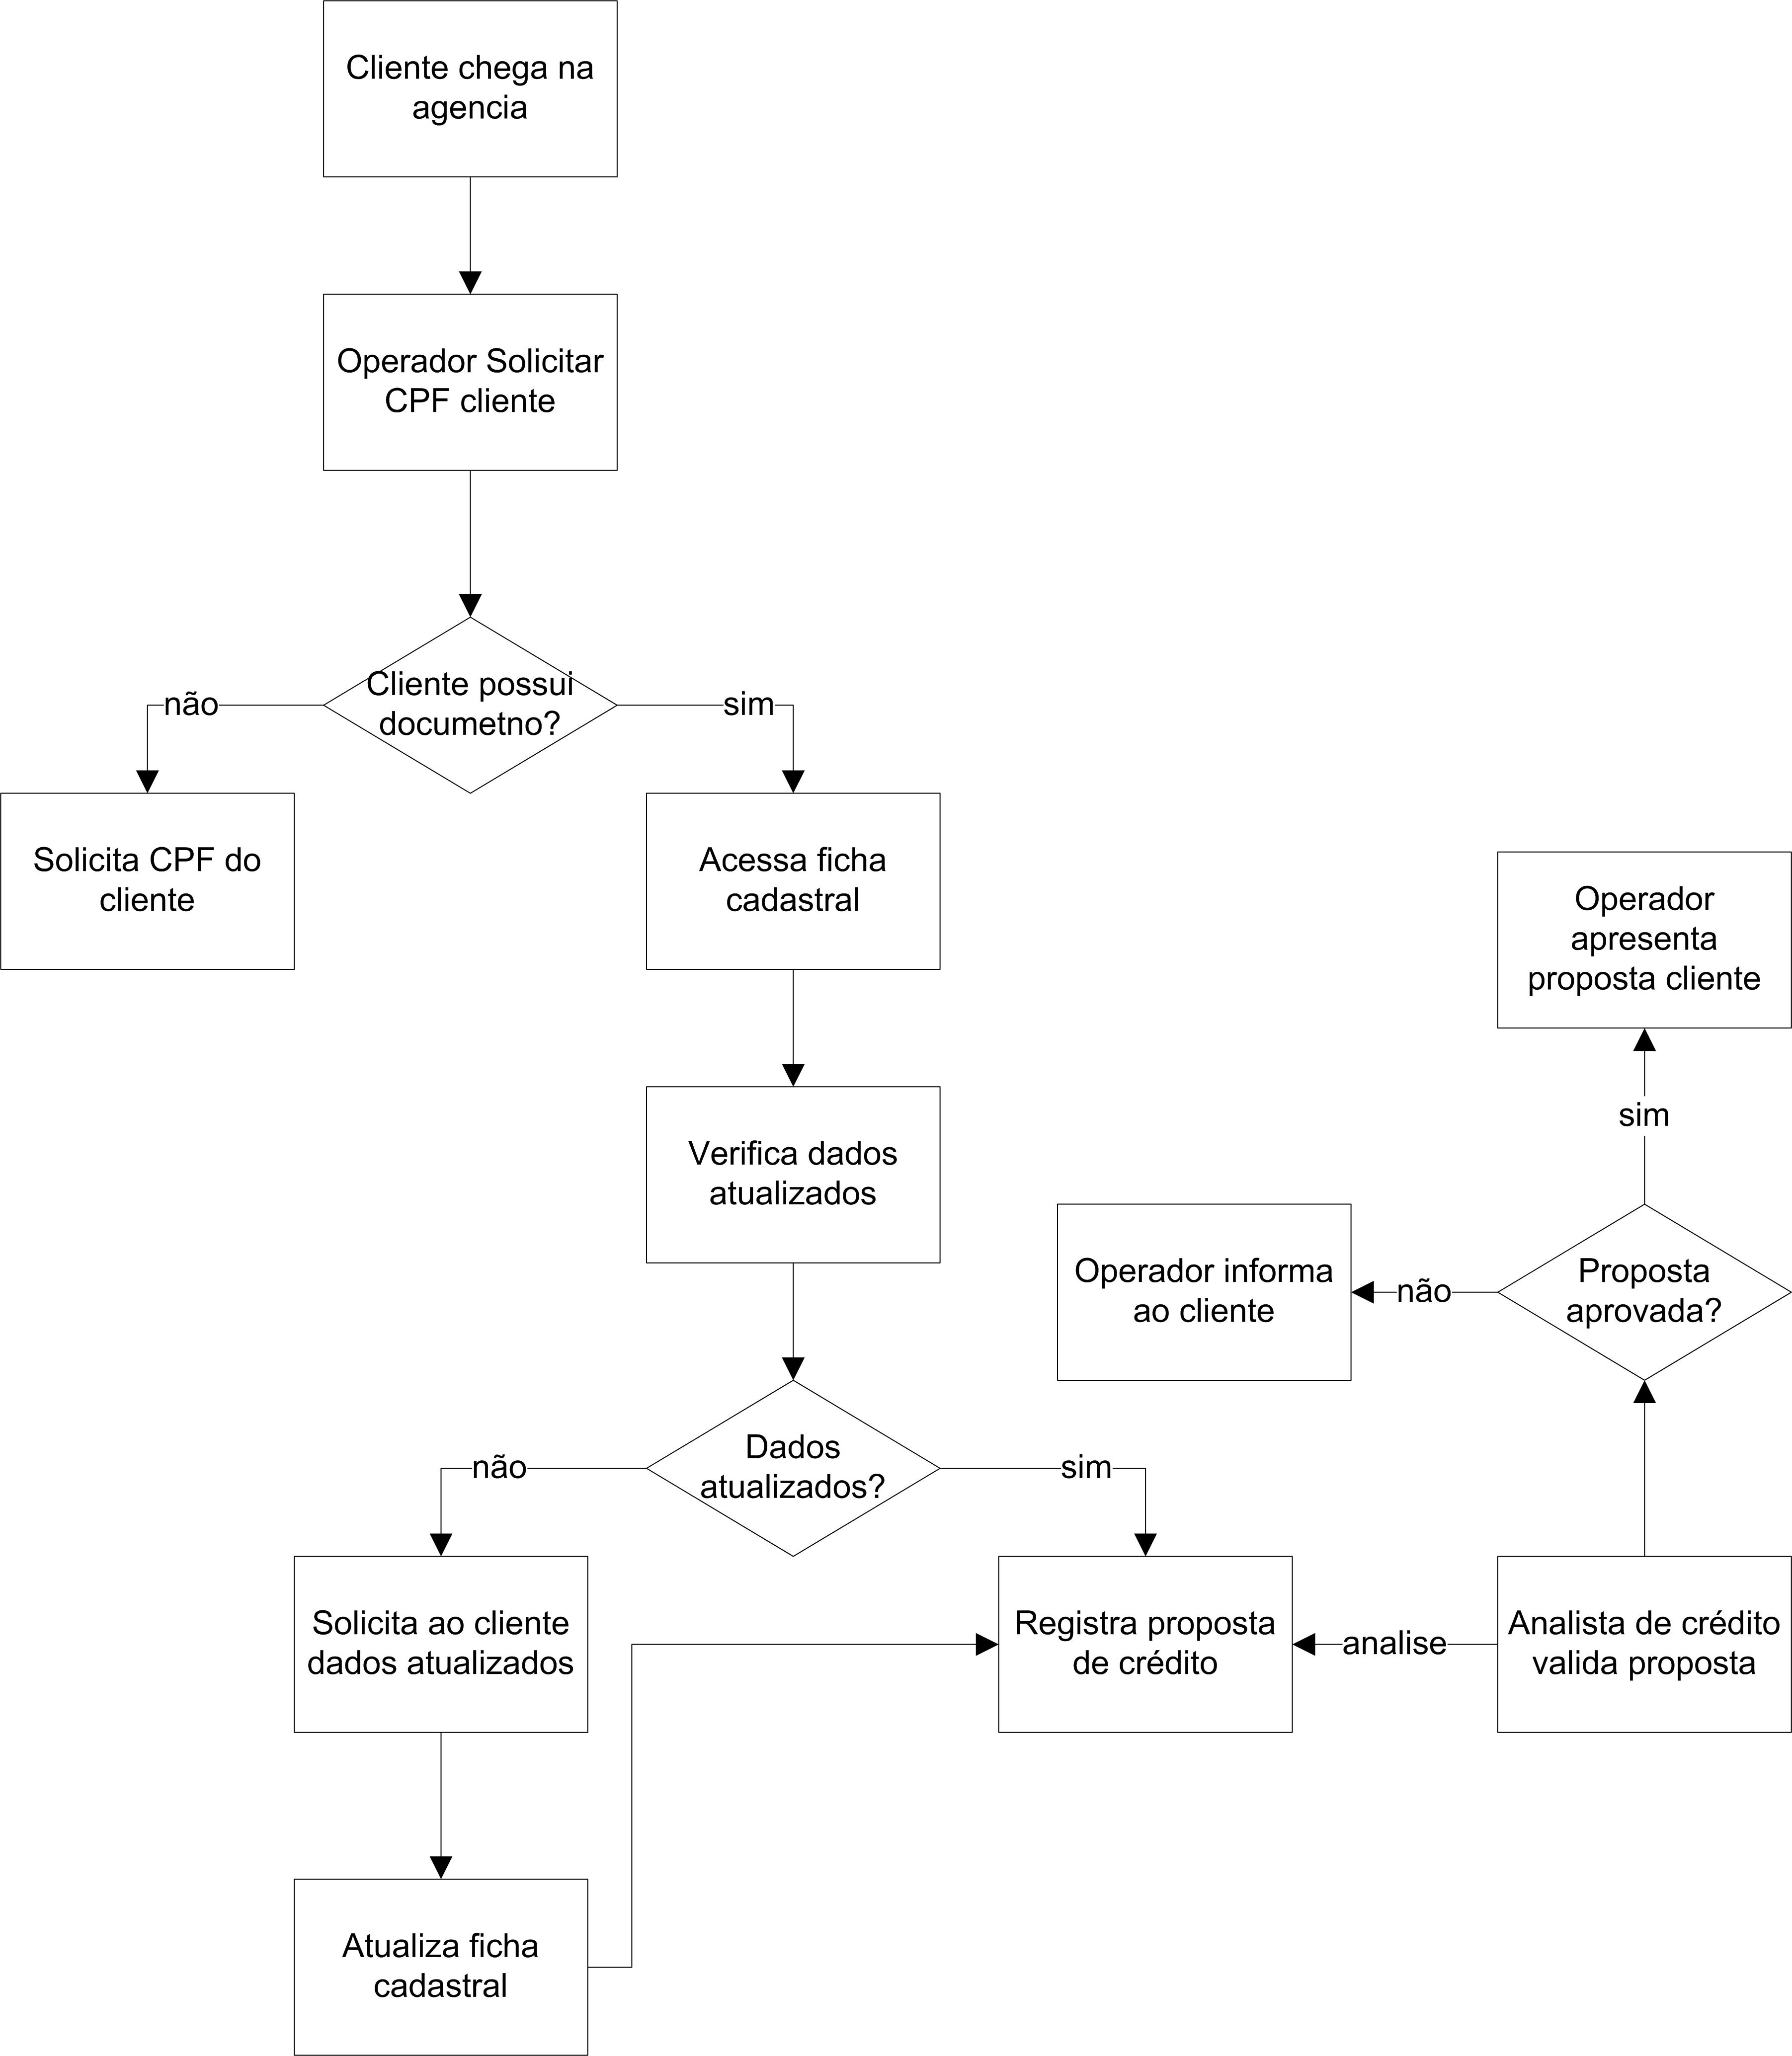 Cliente chega na
agencia
Operador Solicitar
CPF cliente
Cliente possui
documetno?
não
sim
Solicita CPF do
cliente
Acessa ficha
cadastral
Verifica dados
atualizados
Dados
atualizados?
não
sim
Solicita ao cliente
dados atualizados
Atualiza ficha
cadastral
Registra proposta
de crédito
analise
Analista de crédito
valida proposta
Proposta
aprovada?
não
Operador informa
ao cliente
sim
Operador
apresenta
proposta cliente